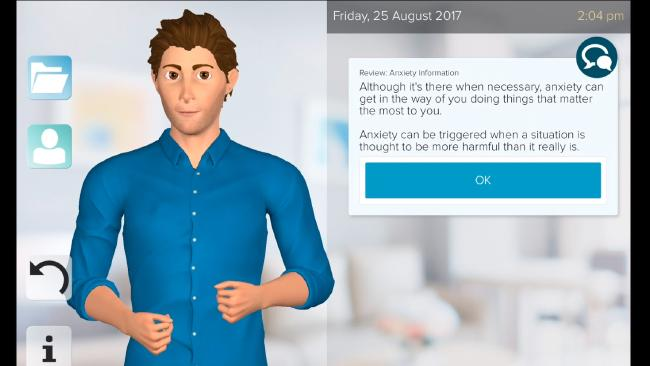 Friday, 25 August 2017
2:04 pm
Review: Anxiety Information
Although it's there when necessary, anxiety can
get in the way of you doing things that matter
the most to you.
Anxiety can be triggered when a situation is
thought to be more harmful than it really is.
OK
i